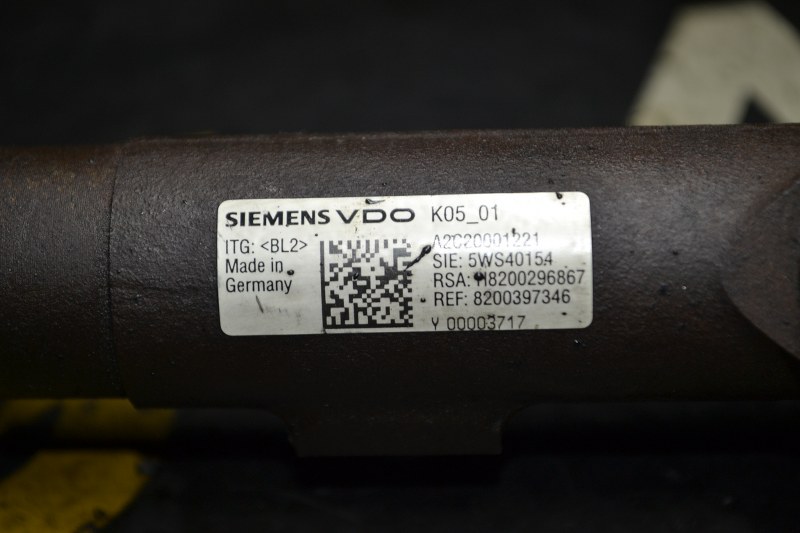 SIEMENS VDO K05_01
ITG: <BL2>
Made in
Germany
A2C20001221
SIE: 5WS40154
RSA: H8200296867
REF: 8200397346
Y 00003717